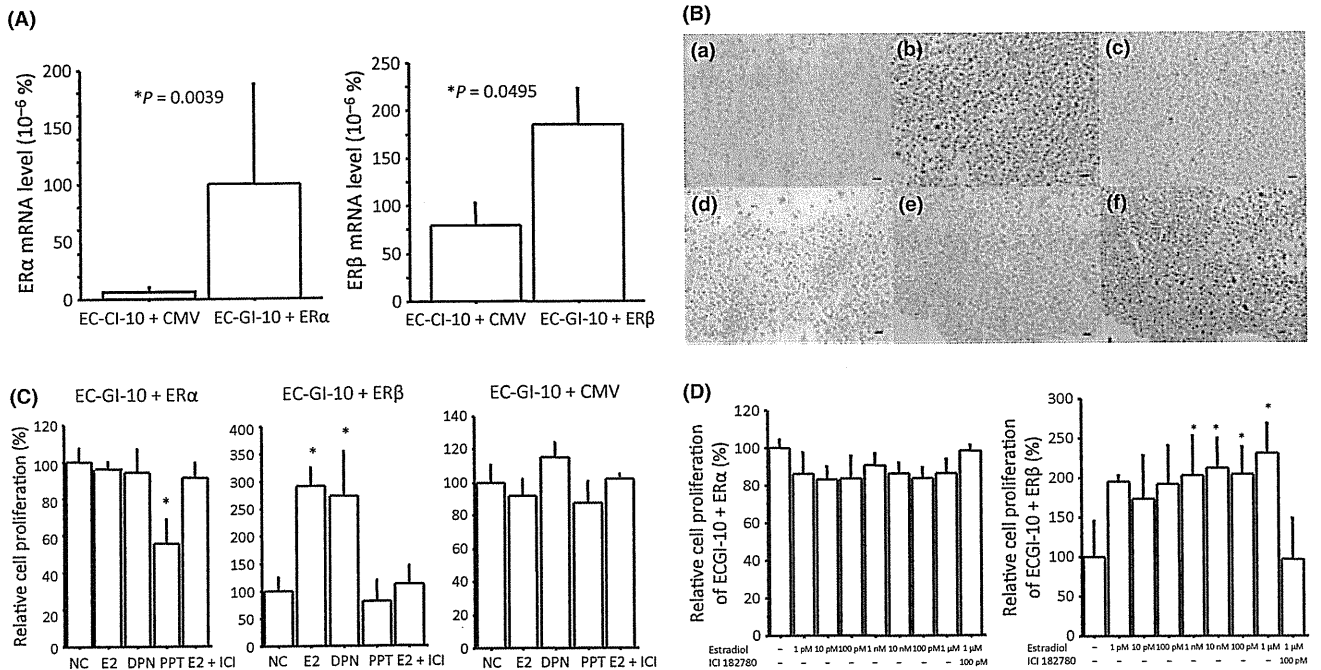 (A)
ERα mRNA level (10⁻⁶ %)
200
150
100
50
0
*P = 0.0039
EC-CI-10 + CMV EC-GI-10 + ERα
ERβ mRNA level (10⁻⁶ %)
250
200
150
100
50
0
*P = 0.0495
EC-CI-10 + CMV EC-GI-10 + ERβ
(B)
(a) (b) (c)
(d) (e) (f)
(C)
EC-GI-10 + ERα
Relative cell proliferation (%)
120
100
80
60
40
20
0
*
NC E2 DPN PPT E2 + ICI
EC-GI-10 + ERβ
400
350
300
250
200
150
100
50
0
* *
NC E2 DPN PPT E2 + ICI
EC-GI-10 + CMV
140
120
100
80
60
40
20
0
NC E2 DPN PPT E2 + ICI
(D)
Relative cell proliferation
of ECGI-10 + ERα (%)
120
100
80
60
40
20
0
Estradiol – 1 pM 10 pM 100 pM 1 nM 10 nM 100 pM 1 μM 1 μM
ICI 182780 – – – – – – – – 100 pM
Relative cell proliferation
of ECGI-10 + ERβ (%)
300
250
200
150
100
50
0
* * * *
Estradiol – 1 pM 10 pM 100 pM 1 nM 10 nM 100 pM 1 μM 1 μM
ICI 182780 – – – – – – – – 100 pM